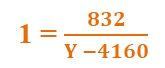 1 = 832 / Y − 4160